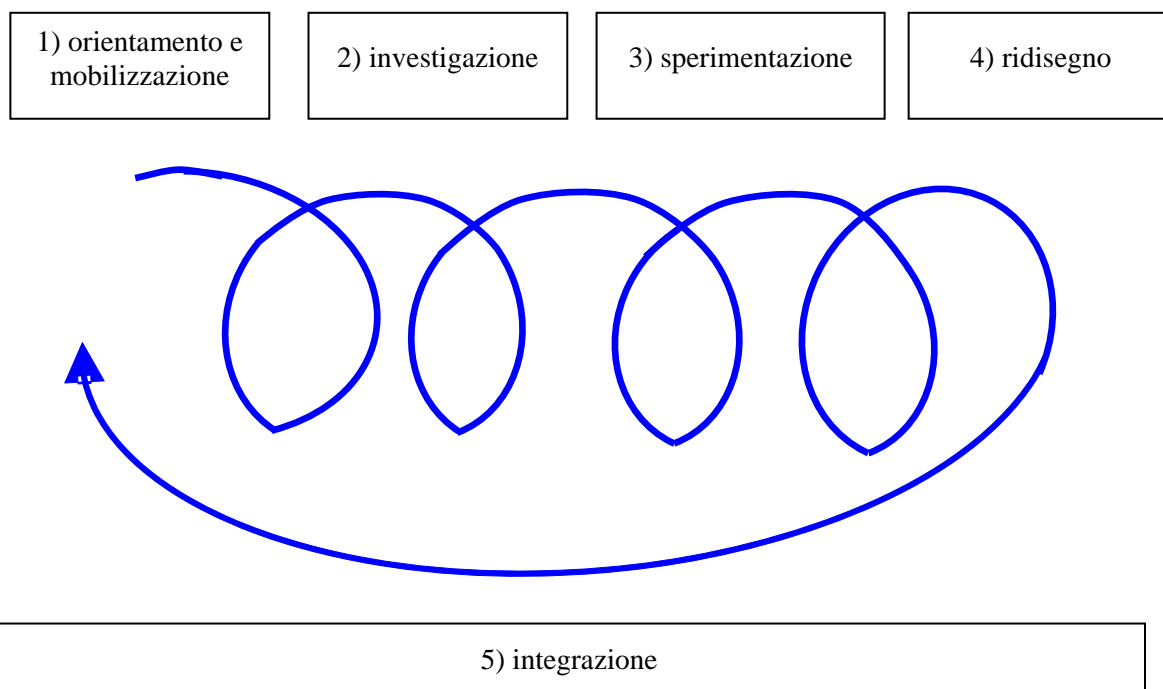 1) orientamento e
mobilizzazione
2) investigazione
3) sperimentazione
4) ridisegno
5) integrazione